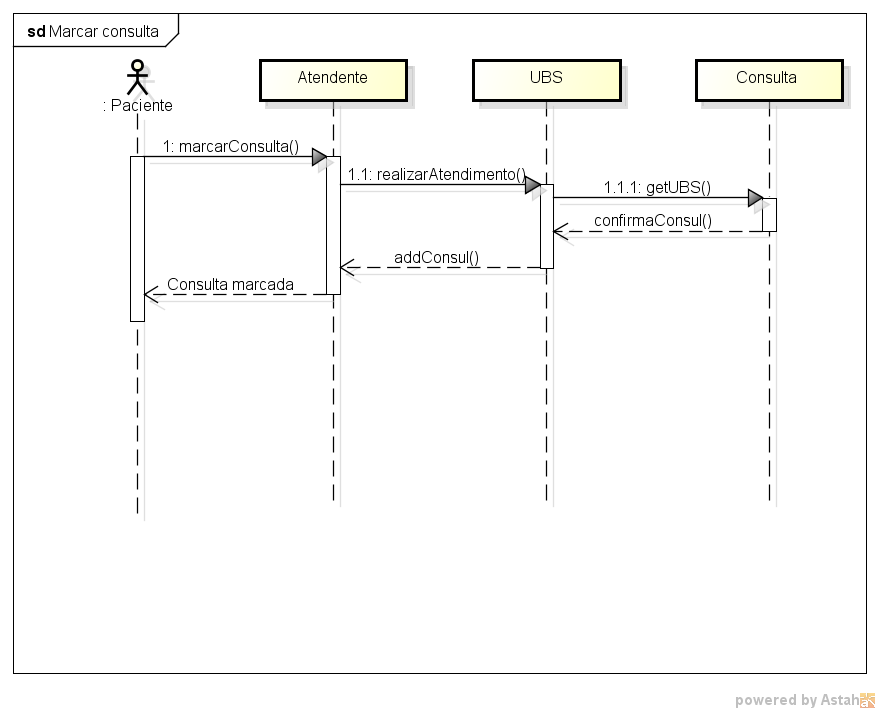 sd Marcar consulta
: Paciente
Atendente
UBS
Consulta
1: marcarConsulta()
1.1: realizarAtendimento()
1.1.1: getUBS()
confirmaConsul()
addConsul()
Consulta marcada
powered by Astah